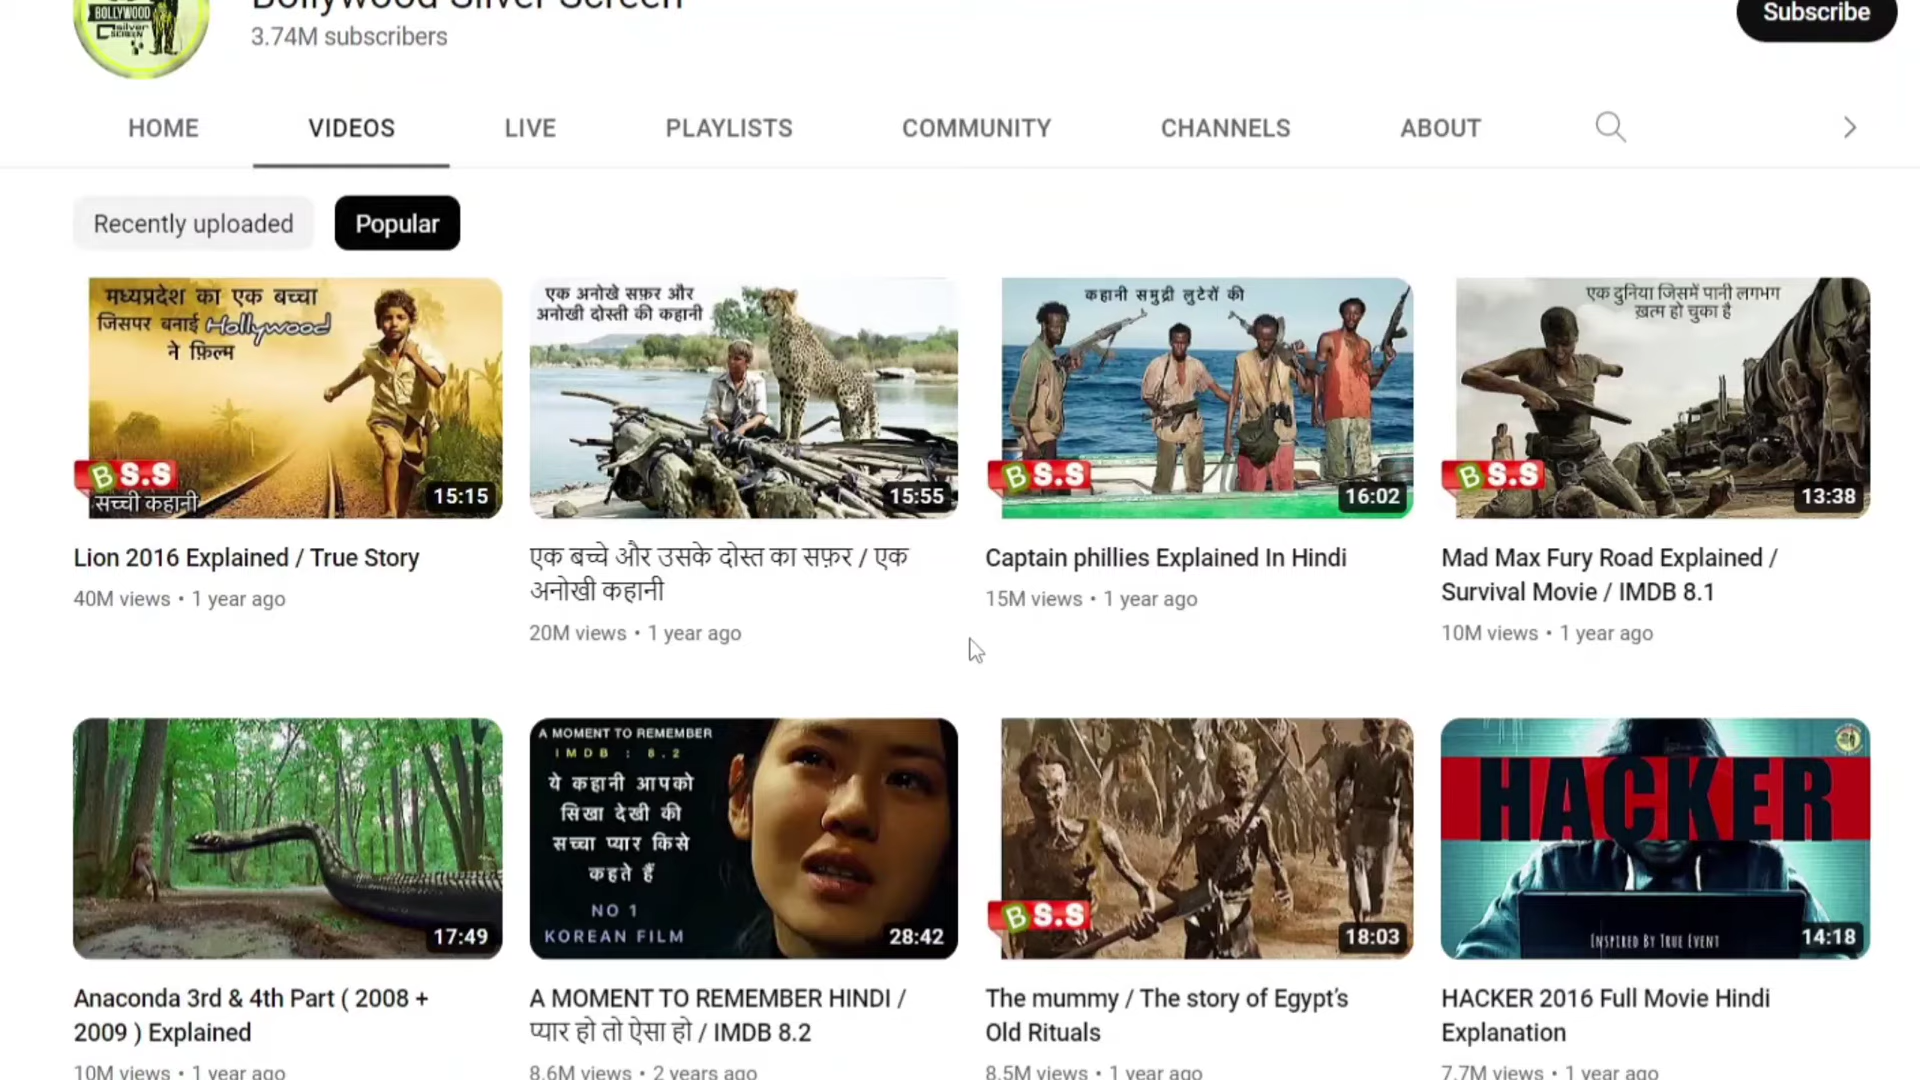 Bollywood Silver Screen
3.74M subscribers
Subscribe
BOLLYWOOD
silver
SCREEN
HOME
VIDEOS
LIVE
PLAYLISTS
COMMUNITY
CHANNELS
ABOUT
Recently uploaded
Popular
मध्यप्रदेश का एक बच्चा
जिसपर बनाई Hollywood
ने फ़िल्म
B S.S
सच्ची कहानी
15:15
एक अनोखे सफ़र और
अनोखी दोस्ती की कहानी
15:55
कहानी समुद्री लुटेरों की
B S.S
16:02
एक दुनिया जिसमें पानी लगभग
ख़त्म हो चुका है
B S.S
13:38
Lion 2016 Explained / True Story
40M views • 1 year ago
एक बच्चे और उसके दोस्त का सफ़र / एक
अनोखी कहानी
20M views • 1 year ago
Captain phillies Explained In Hindi
15M views • 1 year ago
Mad Max Fury Road Explained /
Survival Movie / IMDB 8.1
10M views • 1 year ago
17:49
A MOMENT TO REMEMBER
IMDB : 8.2
ये कहानी आपको
सिखा देखी की
सच्चा प्यार किसे
कहते हैं
NO 1
KOREAN FILM
28:42
B S.S
18:03
HACKER
INSPIRED BY TRUE EVENT
14:18
Anaconda 3rd & 4th Part ( 2008 +
2009 ) Explained
10M views • 1 year ago
A MOMENT TO REMEMBER HINDI /
प्यार हो तो ऐसा हो / IMDB 8.2
8.6M views • 2 years ago
The mummy / The story of Egypt's
Old Rituals
8.5M views • 1 year ago
HACKER 2016 Full Movie Hindi
Explanation
7.7M views • 1 year ago